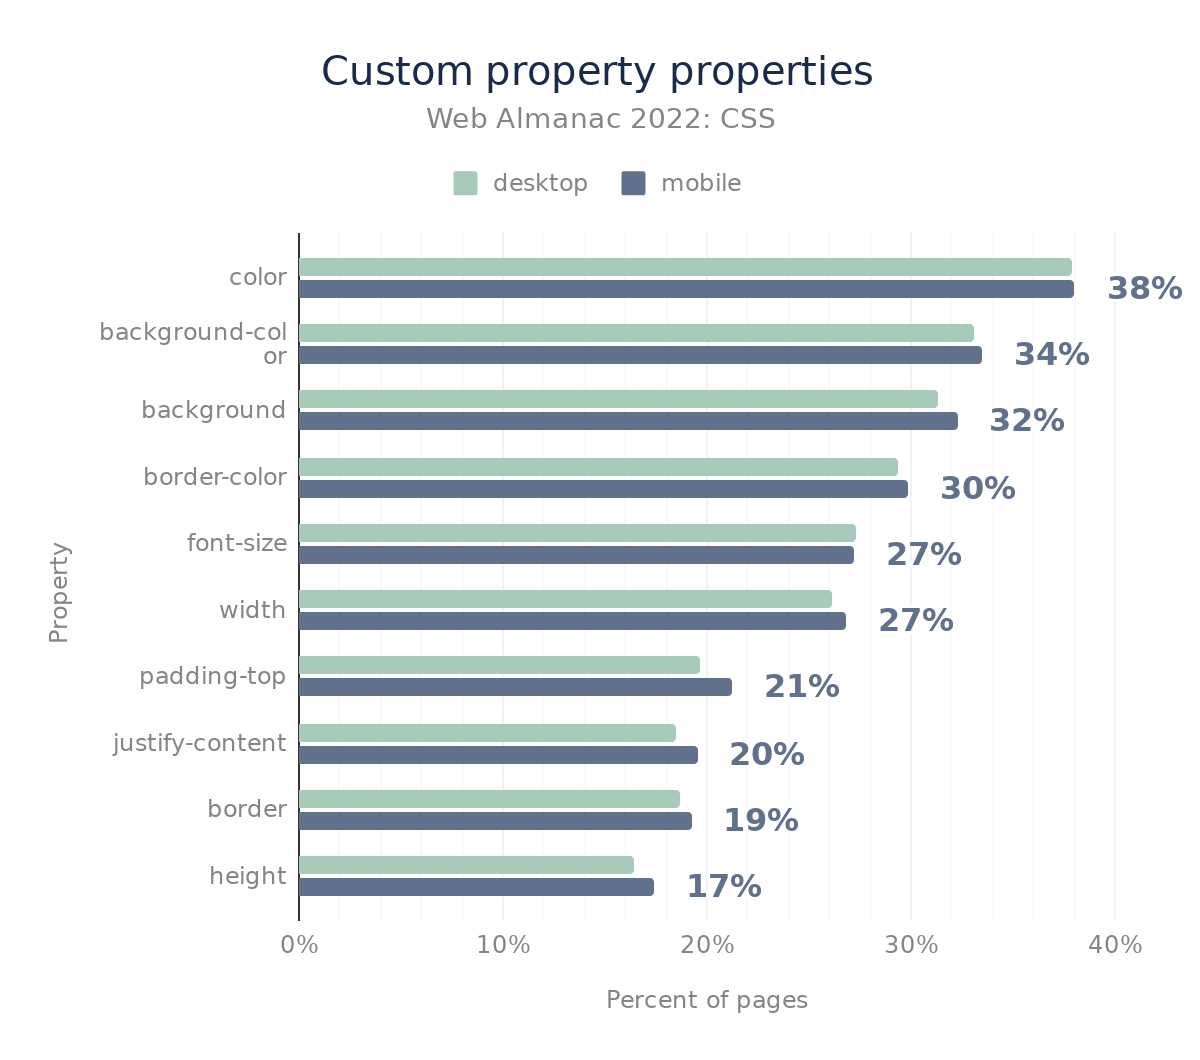 Custom property properties
Web Almanac 2022: CSS
desktop
mobile
color
38%
background-col
or
34%
background
32%
border-color
30%
font-size
27%
width
27%
padding-top
21%
justify-content
20%
border
19%
height
17%
Property
0% 10% 20% 30% 40%
Percent of pages